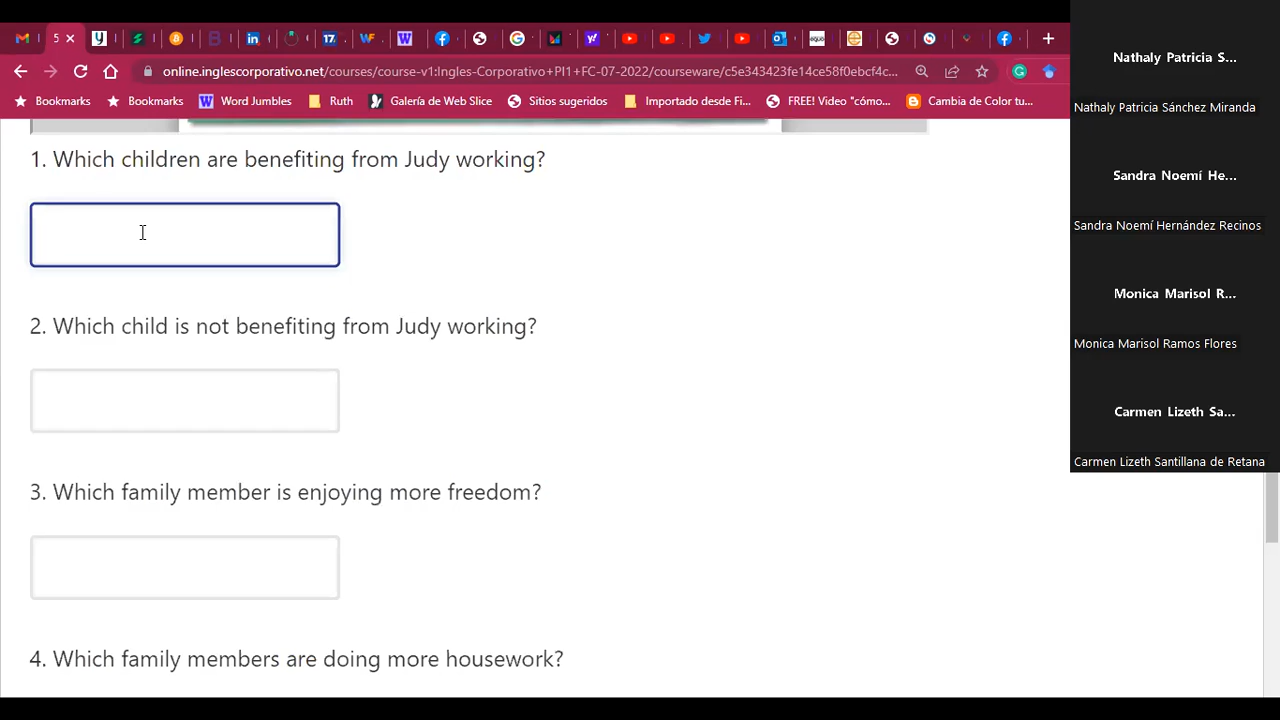 5
17
online.inglescorporativo.net/courses/course-v1:Ingles-Corporativo+PI1+FC-07-2022/courseware/c5e343423fe14ce58f0ebcf4c...
Bookmarks
Bookmarks
Word Jumbles
Ruth
Galería de Web Slice
Sitios sugeridos
Importado desde Fi...
FREE! Video "cómo...
Cambia de Color tu...
1. Which children are benefiting from Judy working?
2. Which child is not benefiting from Judy working?
3. Which family member is enjoying more freedom?
4. Which family members are doing more housework?
Nathaly Patricia S...
Nathaly Patricia Sánchez Miranda
Sandra Noemí He...
Sandra Noemí Hernández Recinos
Monica Marisol R...
Monica Marisol Ramos Flores
Carmen Lizeth Sa...
Carmen Lizeth Santillana de Retana